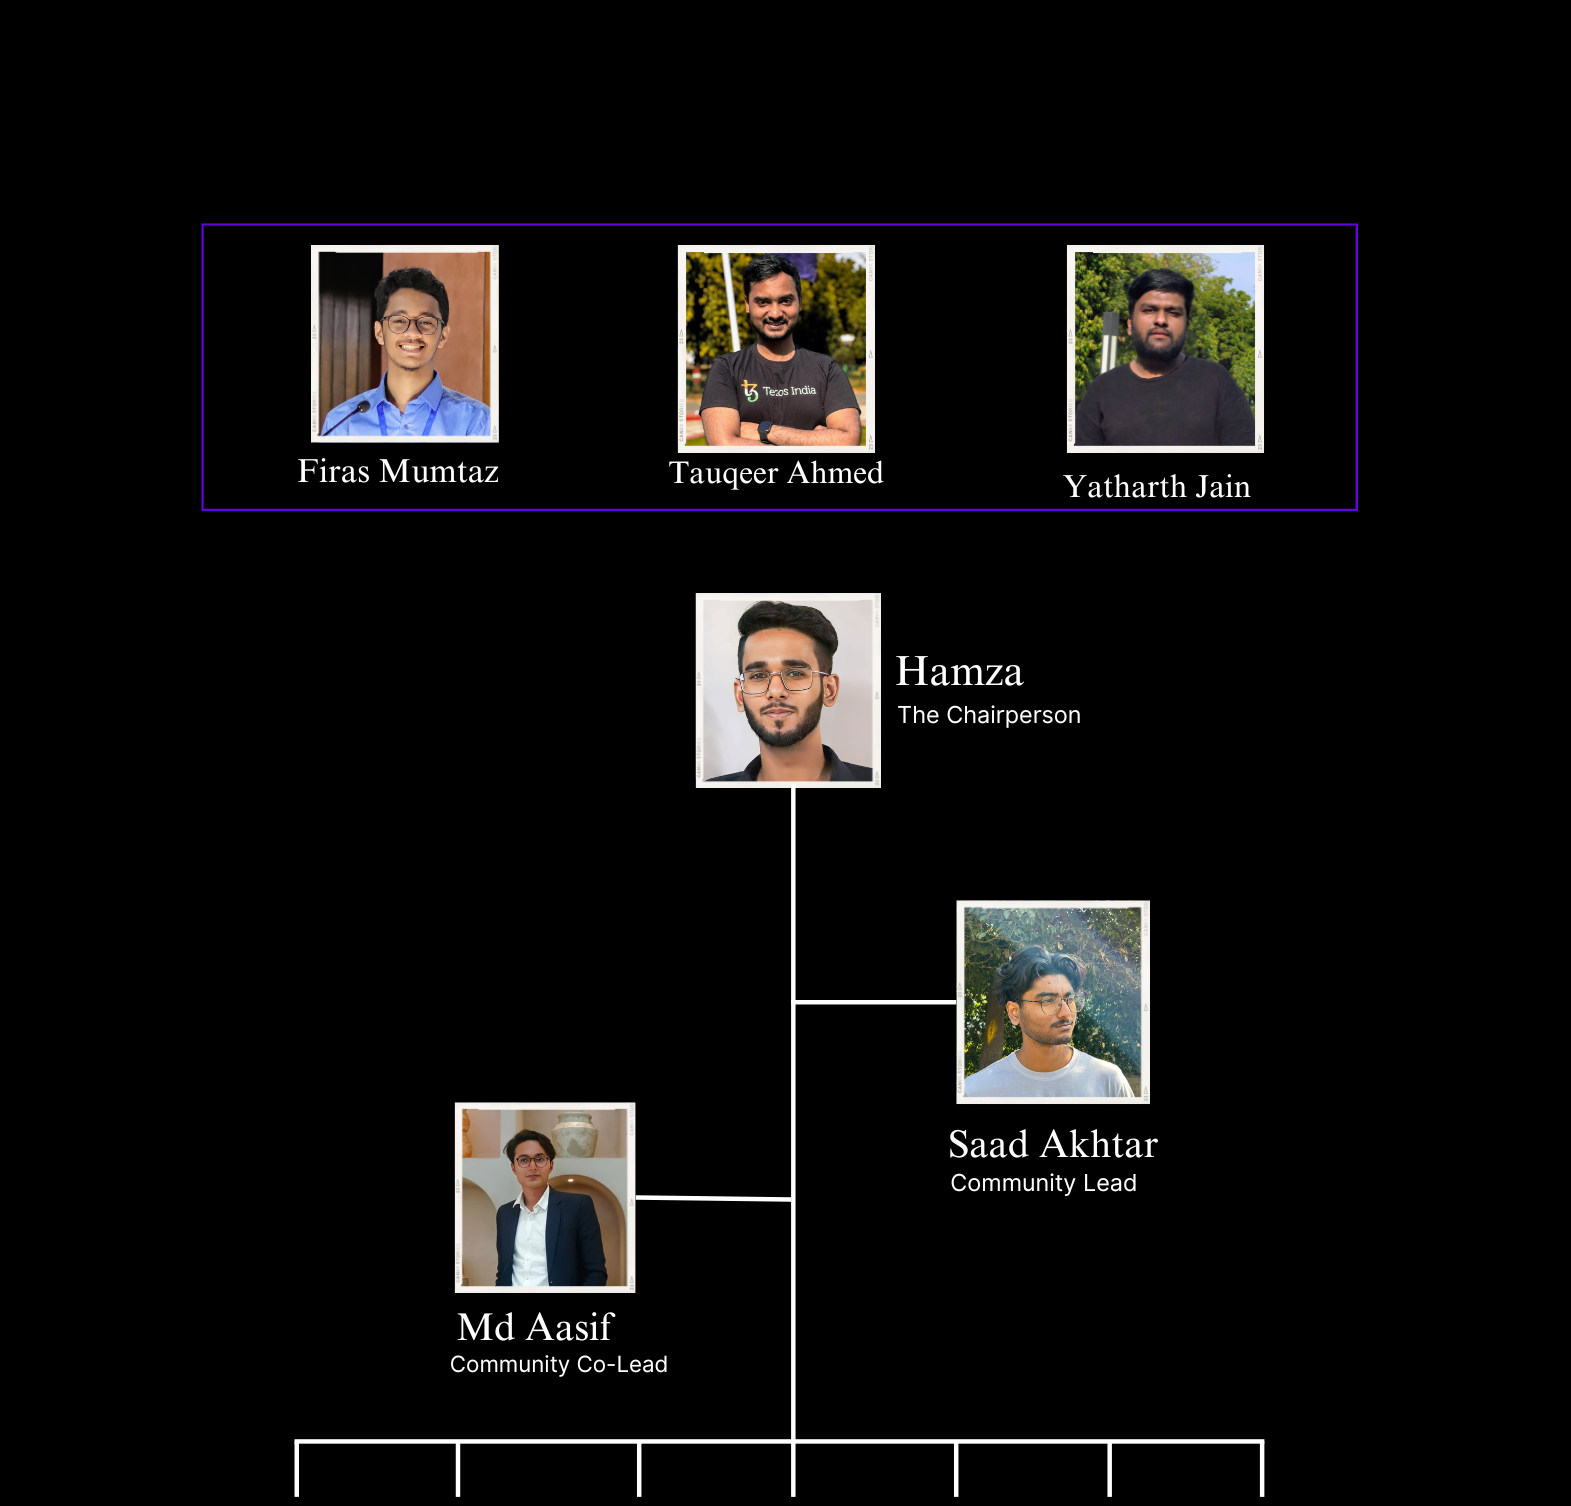 Tezos India
Firas Mumtaz
Tauqeer Ahmed
Yatharth Jain
Hamza
The Chairperson
Saad Akhtar
Community Lead
Md Aasif
Community Co-Lead